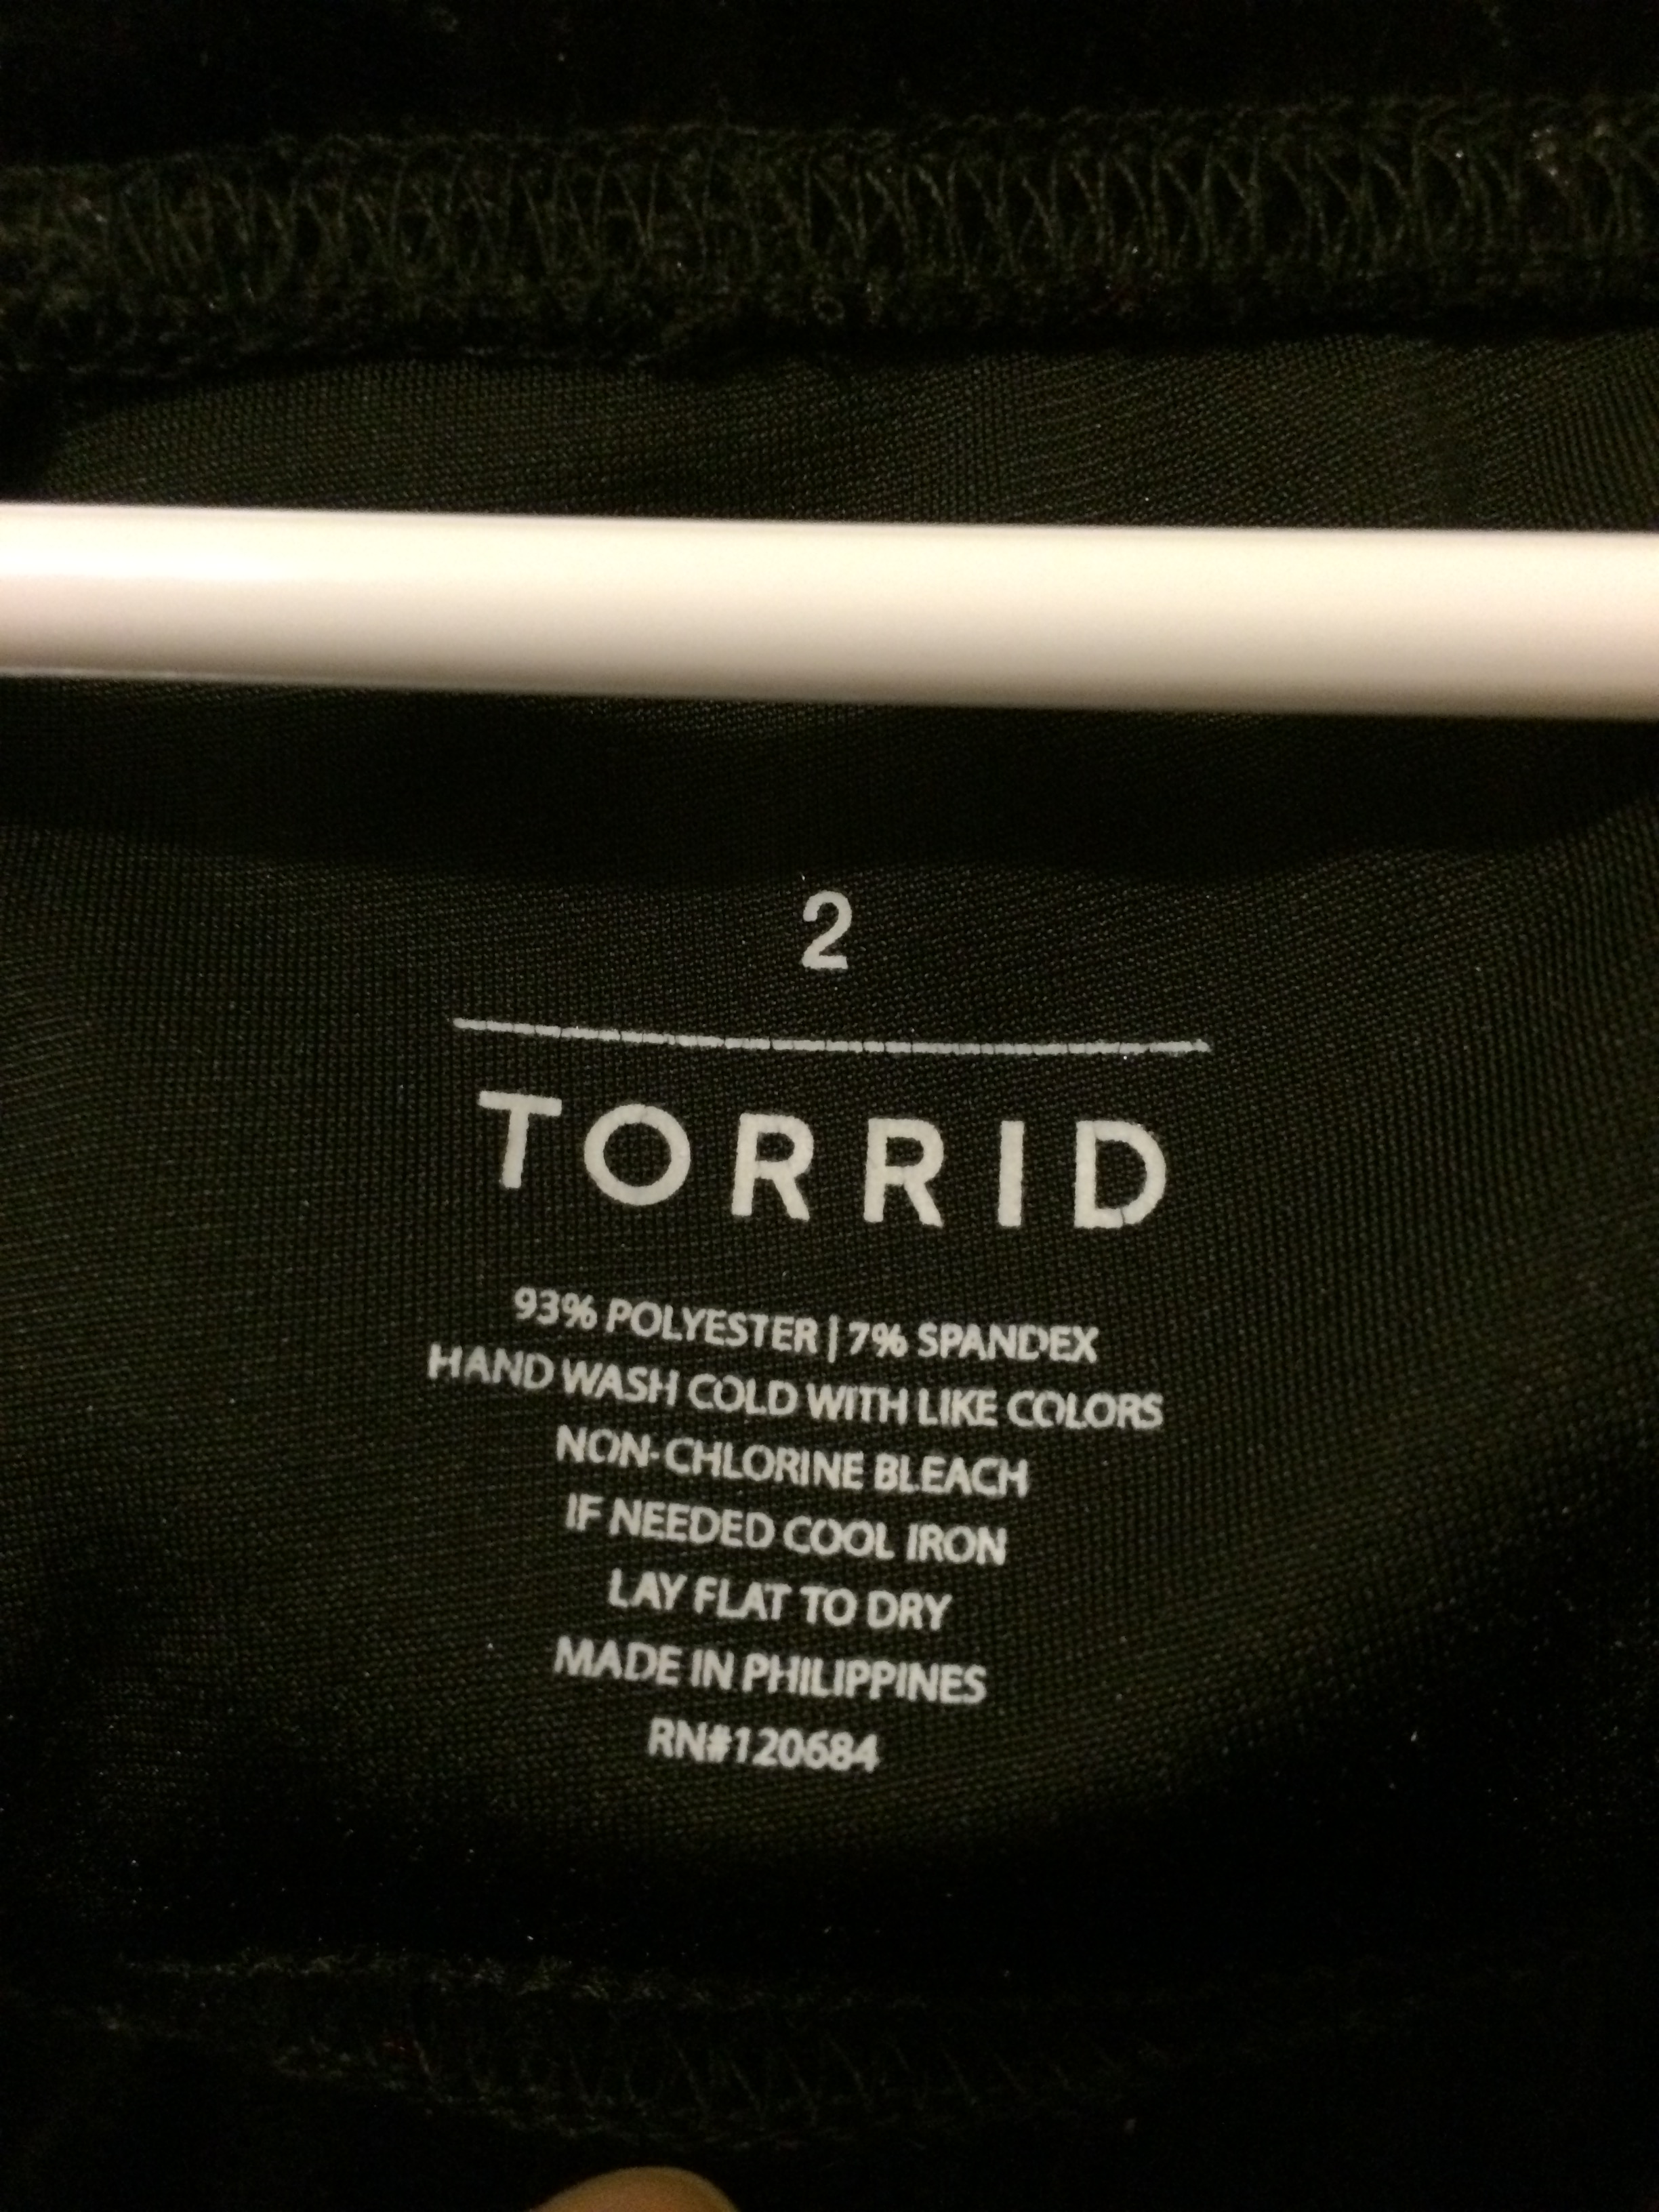 2
TORRID
93% POLYESTER | 7% SPANDEX
HAND WASH COLD WITH LIKE COLORS
NON-CHLORINE BLEACH
IF NEEDED COOL IRON
LAY FLAT TO DRY
MADE IN PHILIPPINES
RN#120684